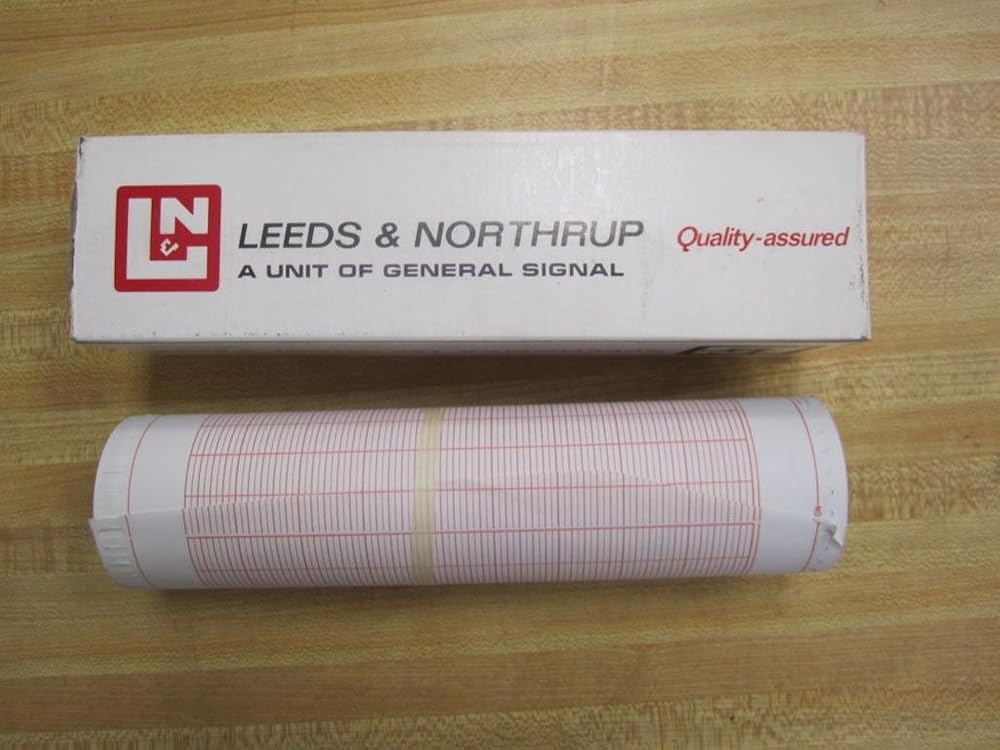 L&N
LEEDS & NORTHRUP
A UNIT OF GENERAL SIGNAL
Quality-assured